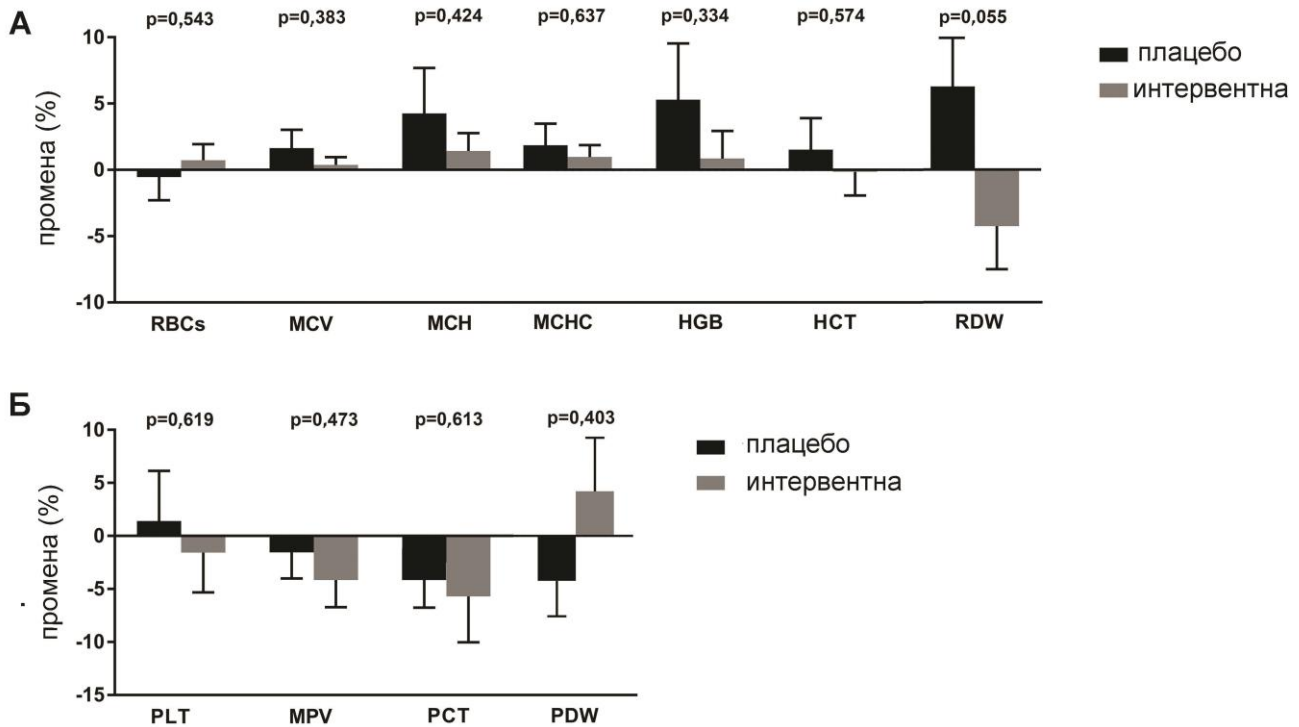 А
p=0,543 p=0,383 p=0,424 p=0,637 p=0,334 p=0,574 p=0,055
плацебо
интервентна
промена (%)
10
5
0
-5
-10
RBCs MCV MCH MCHC HGB HCT RDW
Б
p=0,619 p=0,473 p=0,613 p=0,403
плацебо
интервентна
промена (%)
10
5
0
-5
-10
-15
PLT MPV PCT PDW